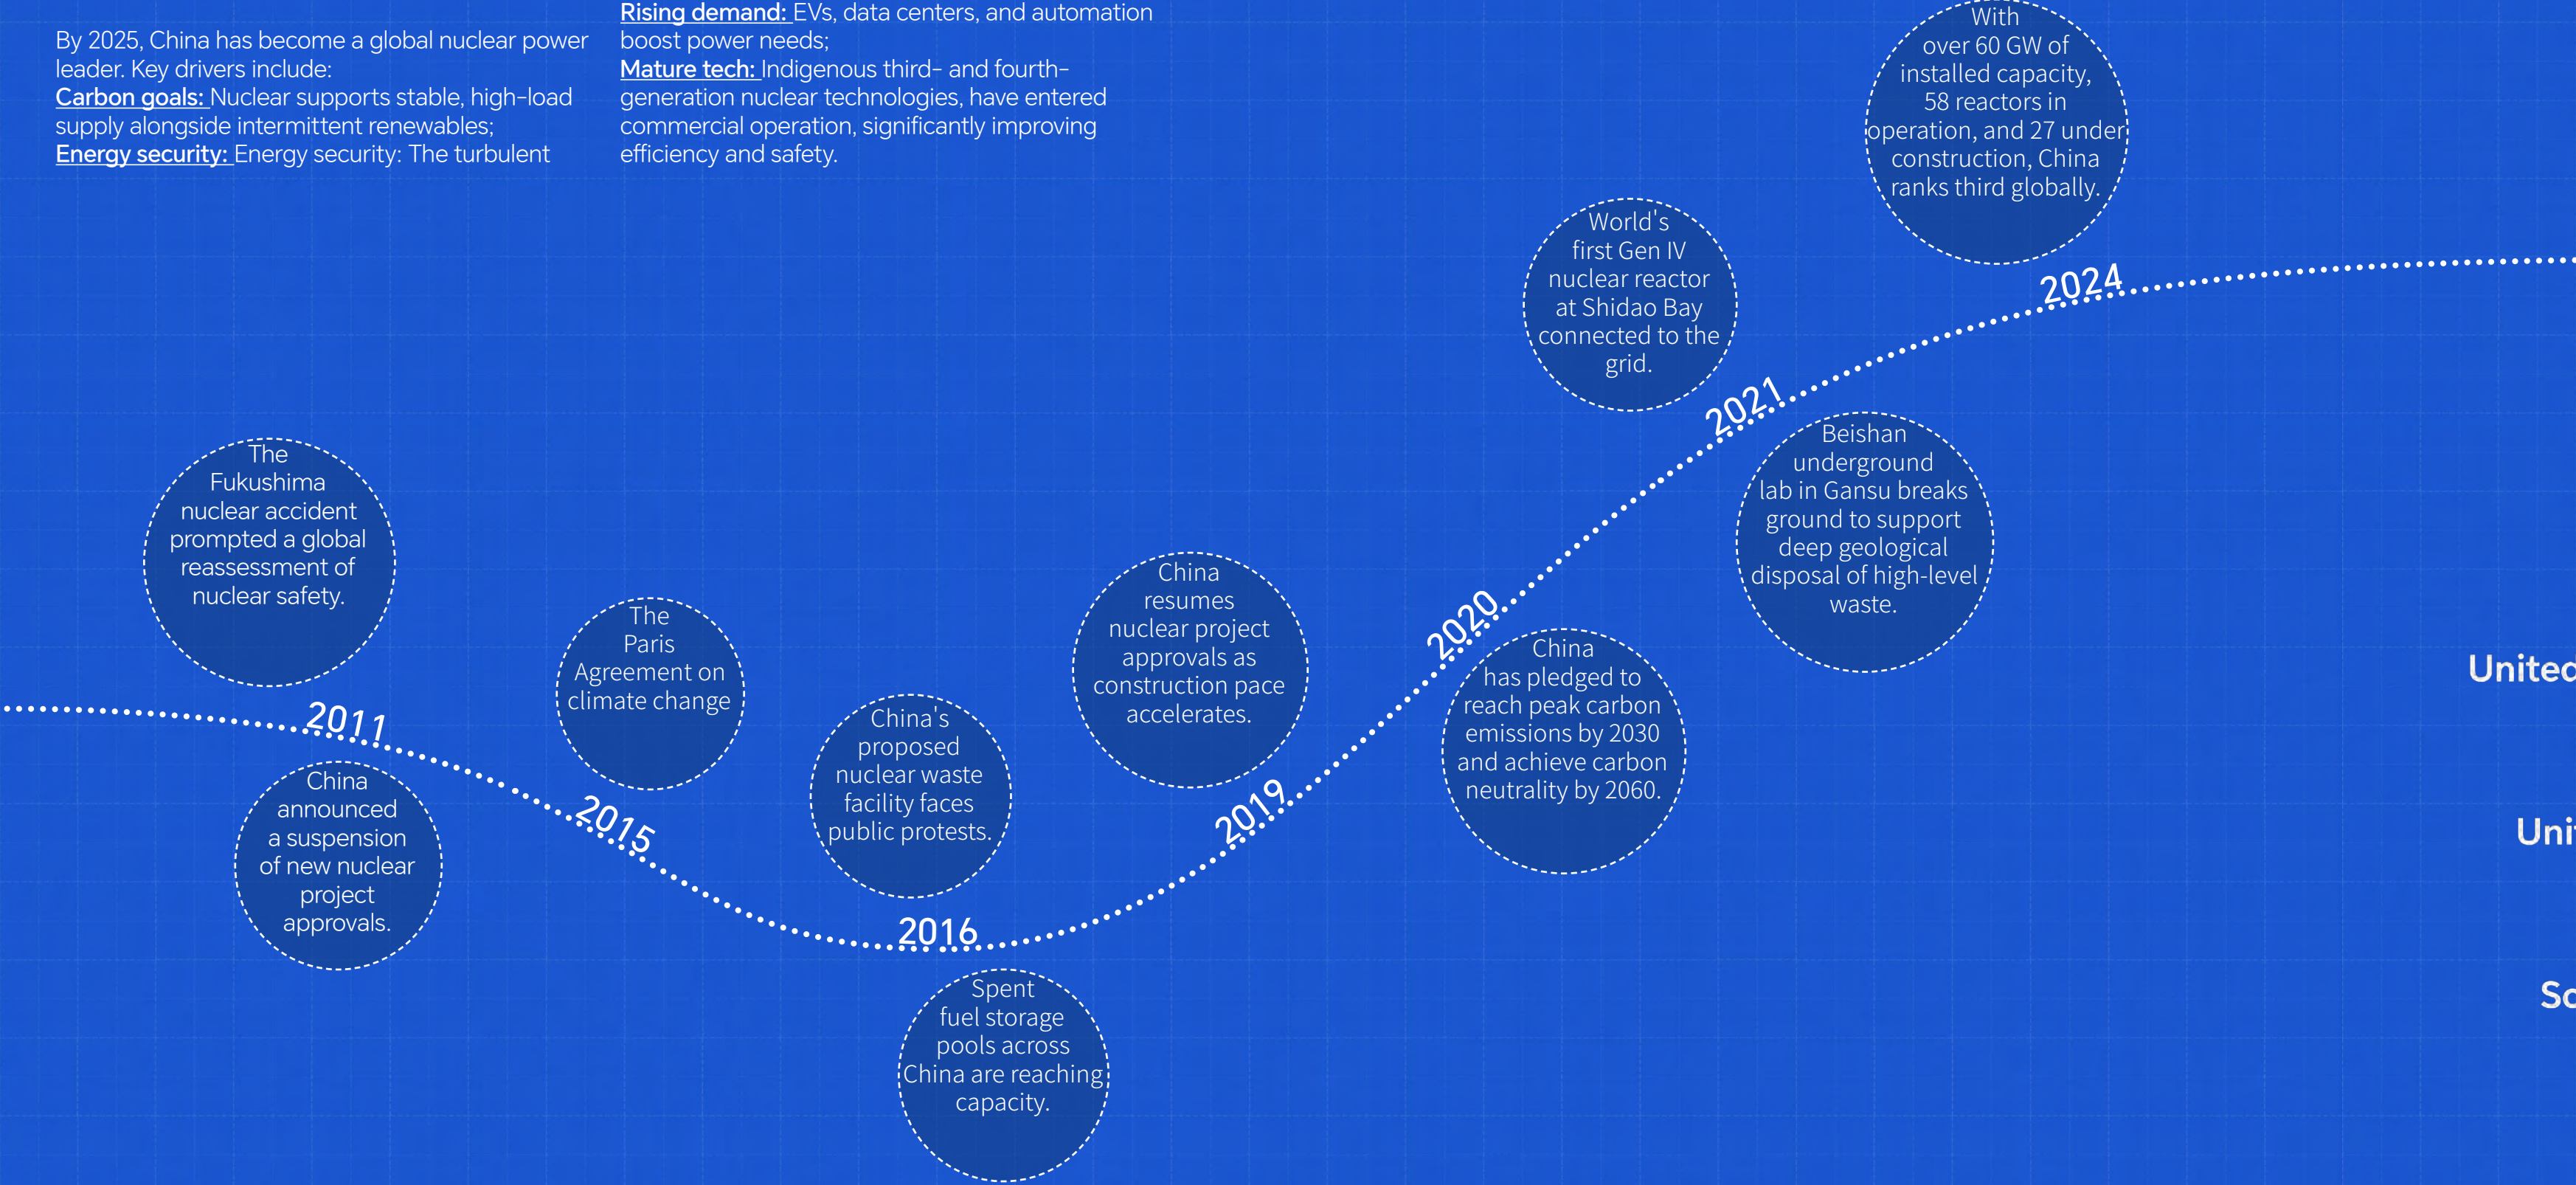 By 2025, China has become a global nuclear power
leader. Key drivers include:
Carbon goals: Nuclear supports stable, high-load
supply alongside intermittent renewables;
Energy security: Energy security: The turbulent
Rising demand: EVs, data centers, and automation
boost power needs;
Mature tech: Indigenous third- and fourth-
generation nuclear technologies, have entered
commercial operation, significantly improving
efficiency and safety.
The
Fukushima
nuclear accident
prompted a global
reassessment of
nuclear safety.
2011
China
announced
a suspension
of new nuclear
project
approvals.
The
Paris
Agreement on
climate change
2015
China's
proposed
nuclear waste
facility faces
public protests.
2016
Spent
fuel storage
pools across
China are reaching
capacity.
China
resumes
nuclear project
approvals as
construction pace
accelerates.
2019
2020
China
has pledged to
reach peak carbon
emissions by 2030
and achieve carbon
neutrality by 2060.
World's
first Gen IV
nuclear reactor
at Shidao Bay
connected to the
grid.
2021
Beishan
underground
lab in Gansu breaks
ground to support
deep geological
disposal of high-level
waste.
With
over 60 GW of
installed capacity,
58 reactors in
operation, and 27 under
construction, China
ranks third globally.
2024